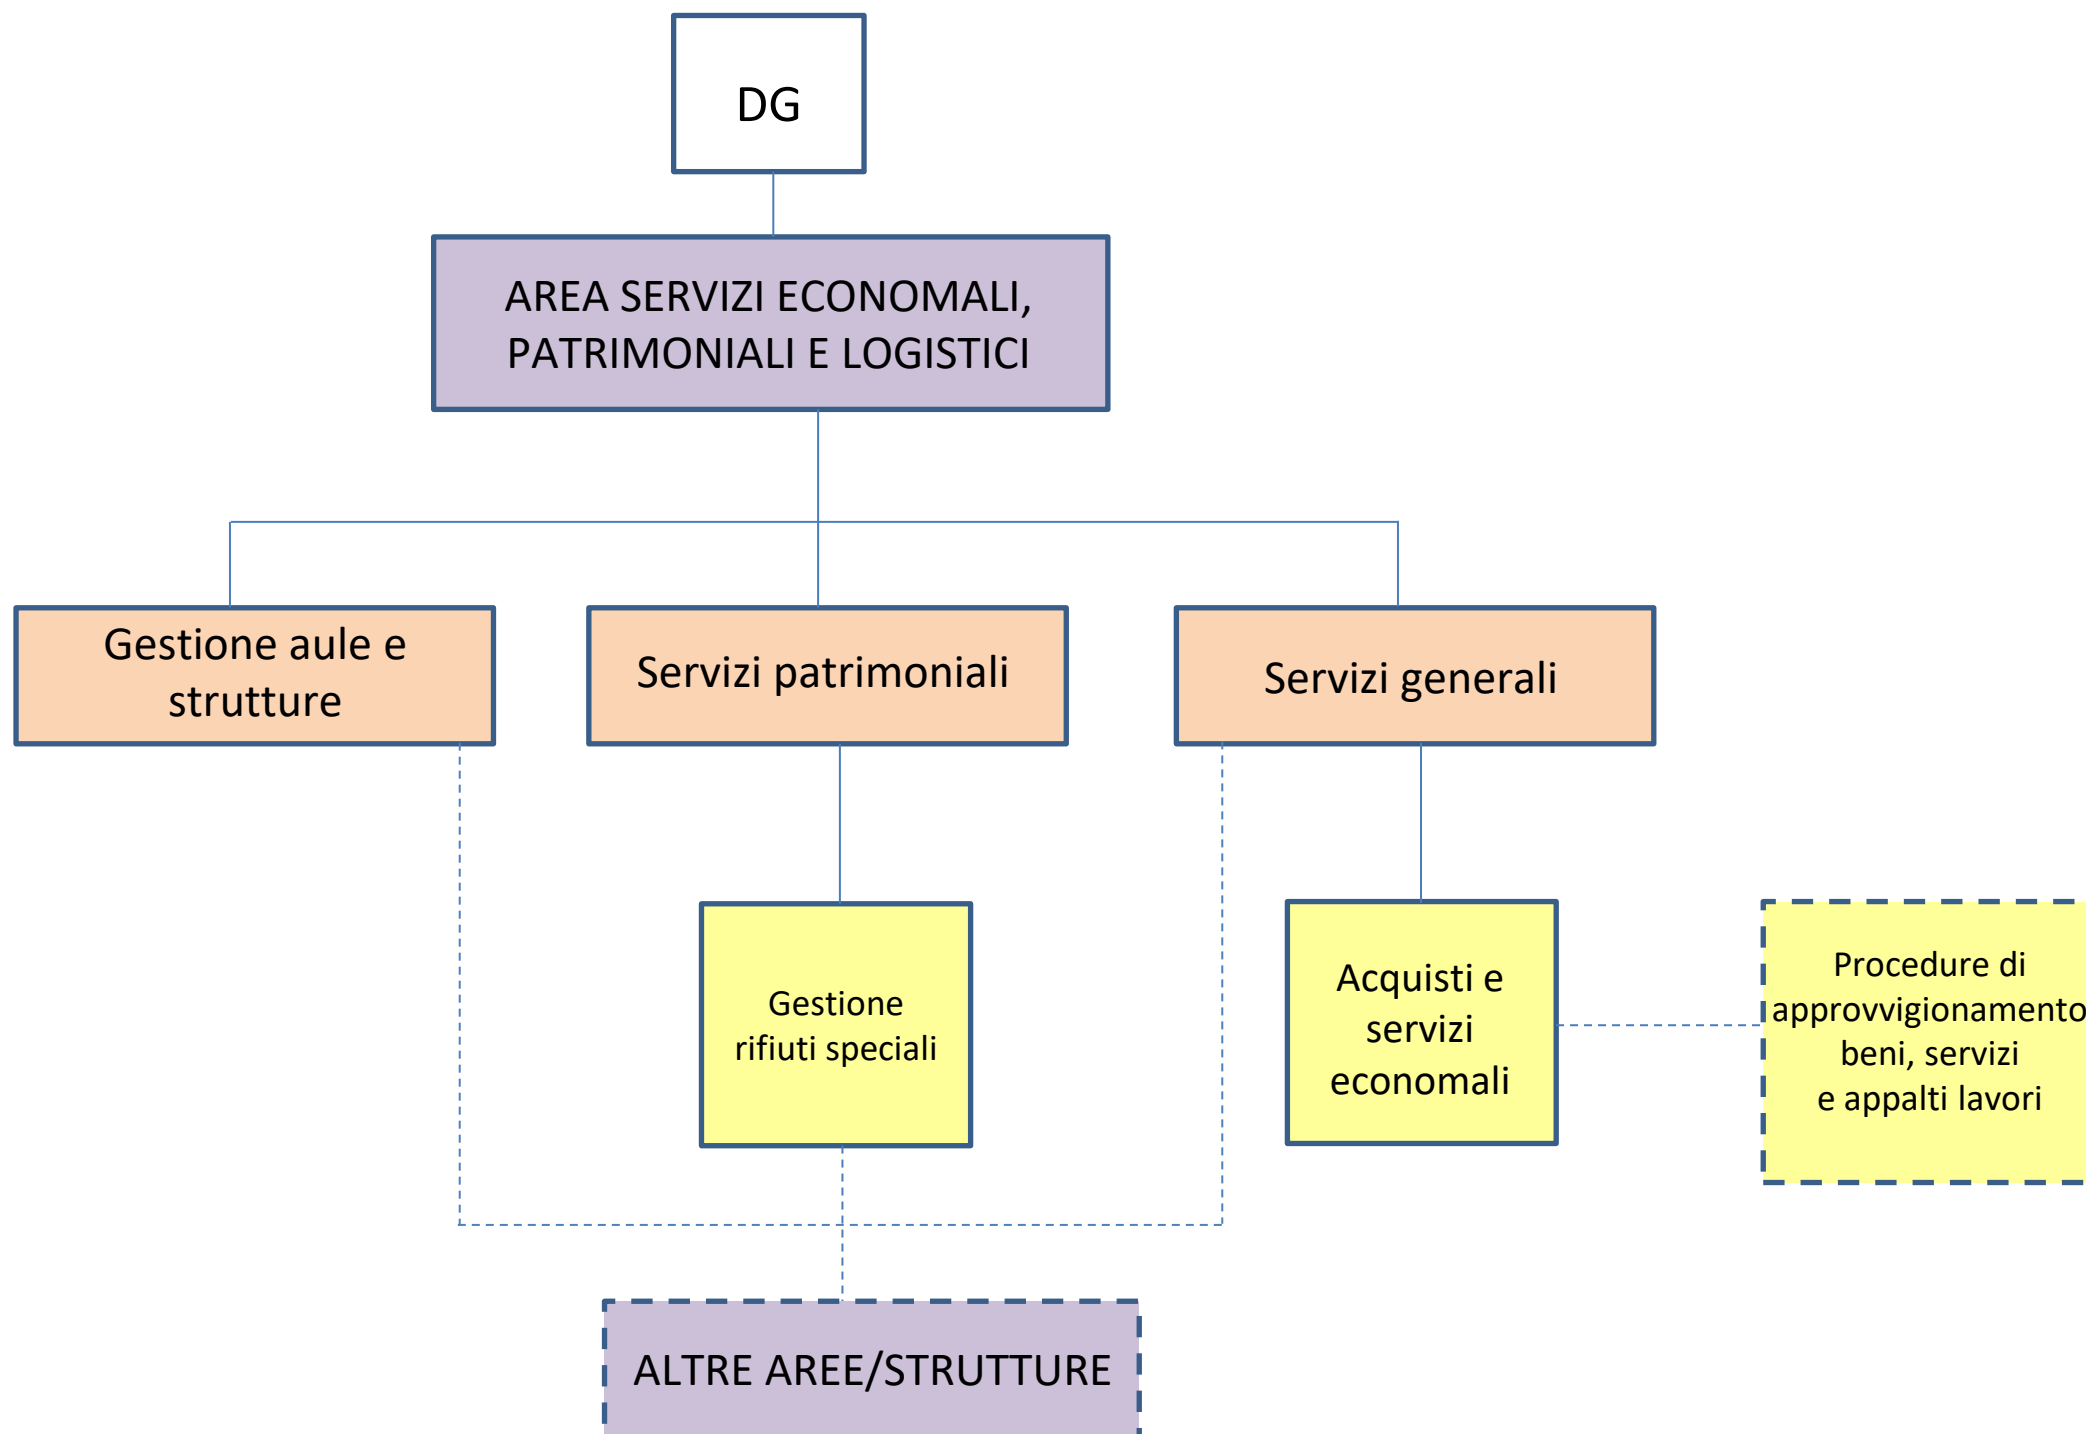 DG
AREA SERVIZI ECONOMALI,
PATRIMONIALI E LOGISTICI
Gestione aule e
strutture
Servizi patrimoniali
Servizi generali
Gestione
rifiuti speciali
Acquisti e
servizi
economali
Procedure di
approvvigionamento
beni, servizi
e appalti lavori
ALTRE AREE/STRUTTURE